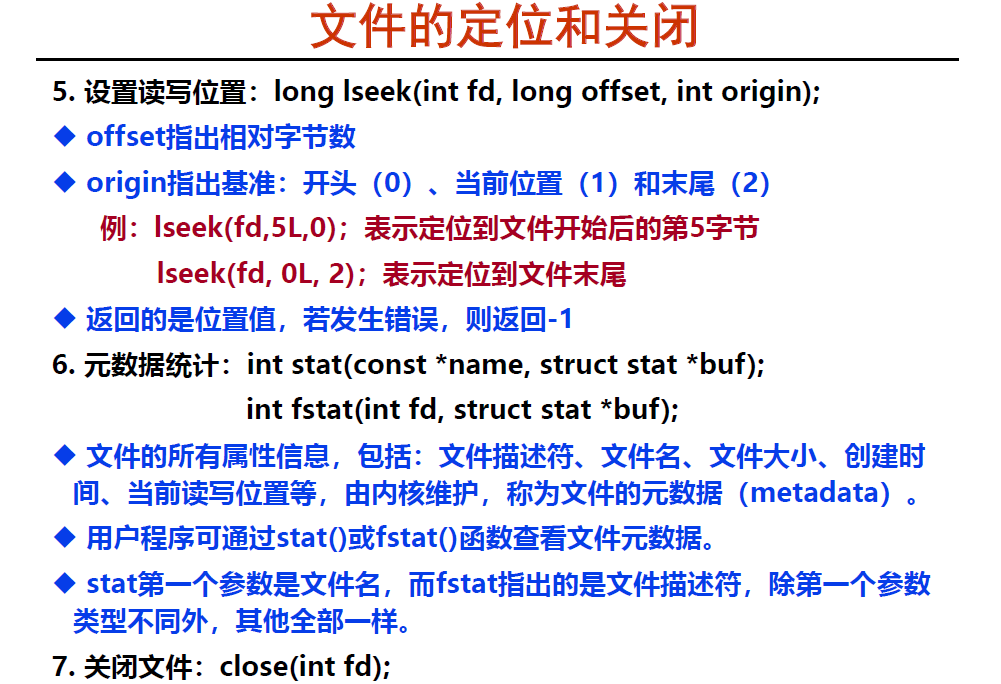 文件的定位和关闭
5. 设置读写位置：long lseek(int fd, long offset, int origin);
◆ offset指出相对字节数
◆ origin指出基准：开头（0）、当前位置（1）和末尾（2）
例：lseek(fd,5L,0)；表示定位到文件开始后的第5字节
lseek(fd, 0L, 2)；表示定位到文件末尾
◆ 返回的是位置值，若发生错误，则返回-1
6. 元数据统计：int stat(const *name, struct stat *buf);
int fstat(int fd, struct stat *buf);
◆ 文件的所有属性信息，包括：文件描述符、文件名、文件大小、创建时
间、当前读写位置等，由内核维护，称为文件的元数据（metadata）。
◆ 用户程序可通过stat()或fstat()函数查看文件元数据。
◆ stat第一个参数是文件名，而fstat指出的是文件描述符，除第一个参数
类型不同外，其他全部一样。
7. 关闭文件：close(int fd);